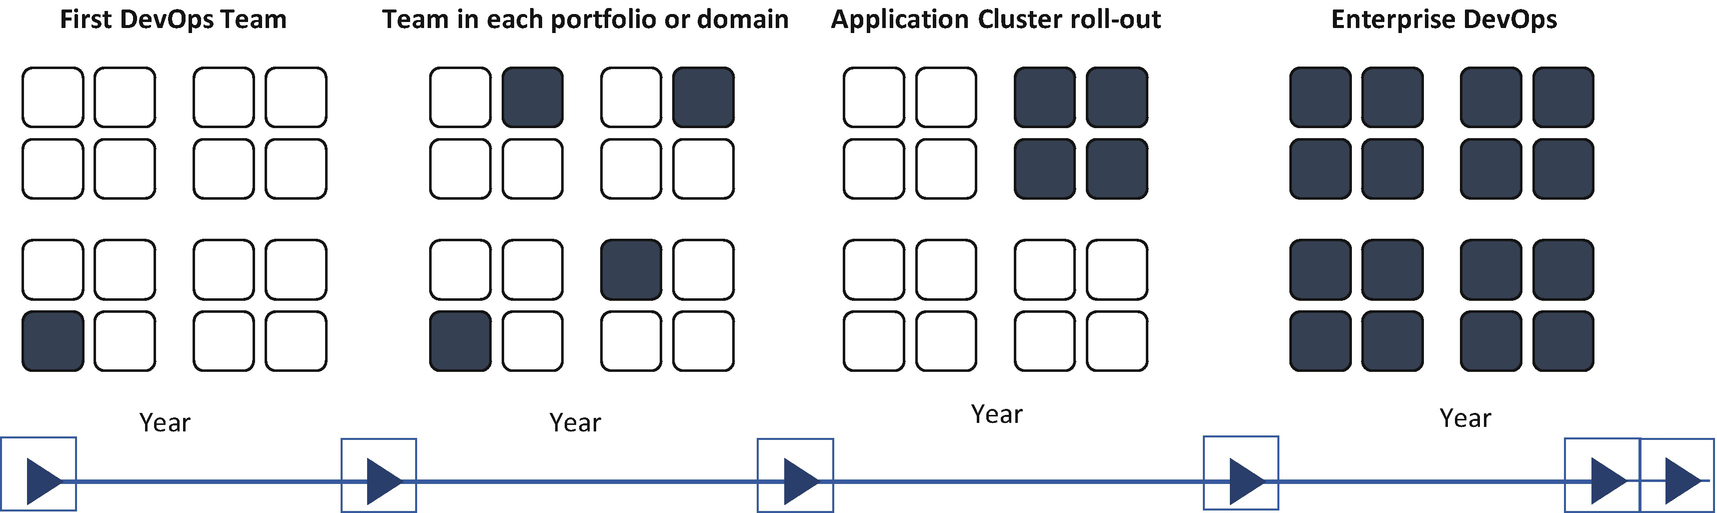 First DevOps Team
Team in each portfolio or domain
Application Cluster roll-out
Enterprise DevOps
Year
Year
Year
Year